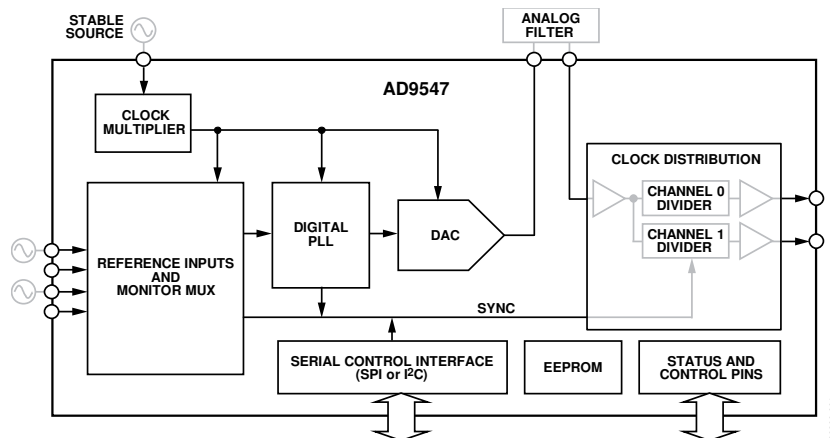 STABLE
SOURCE
ANALOG
FILTER
AD9547
CLOCK
MULTIPLIER
CLOCK DISTRIBUTION
CHANNEL 0
DIVIDER
CHANNEL 1
DIVIDER
DIGITAL
PLL
DAC
REFERENCE INPUTS
AND
MONITOR MUX
SYNC
SERIAL CONTROL INTERFACE
(SPI or I²C)
EEPROM
STATUS AND
CONTROL PINS